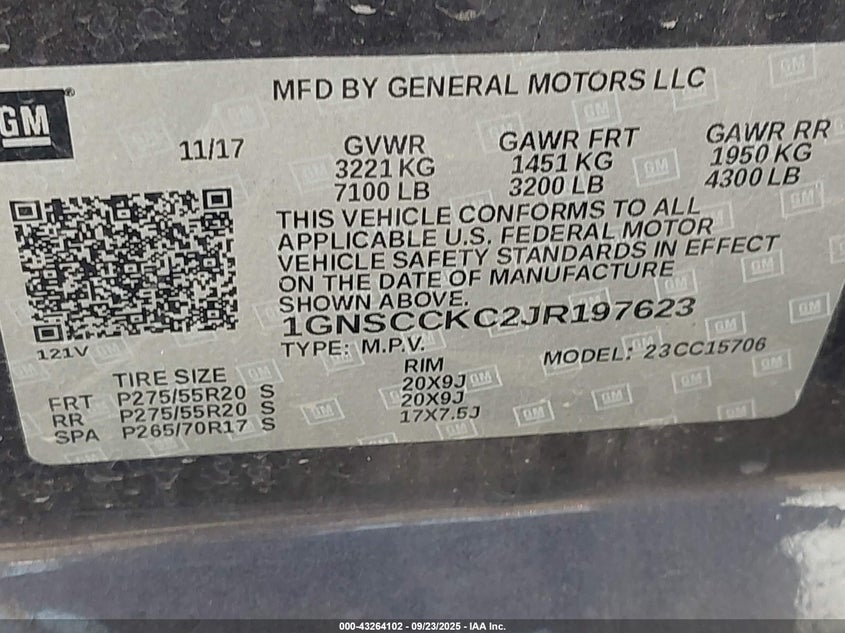 GM
MFD BY GENERAL MOTORS LLC
11/17
GVWR
3221 KG
7100 LB
GAWR FRT
1451 KG
3200 LB
GAWR RR
1950 KG
4300 LB
THIS VEHICLE CONFORMS TO ALL
APPLICABLE U.S. FEDERAL MOTOR
VEHICLE SAFETY STANDARDS IN EFFECT
ON THE DATE OF MANUFACTURE
SHOWN ABOVE.
1GNSCCKC2JR197623
121V
TYPE: M.P.V.
MODEL: 23CC15706
TIRE SIZE RIM
FRT P275/55R20 S 20X9J
RR P275/55R20 S 20X9J
SPA P265/70R17 S 17X7.5J
000-43264102 - 09/23/2025 - IAA Inc.